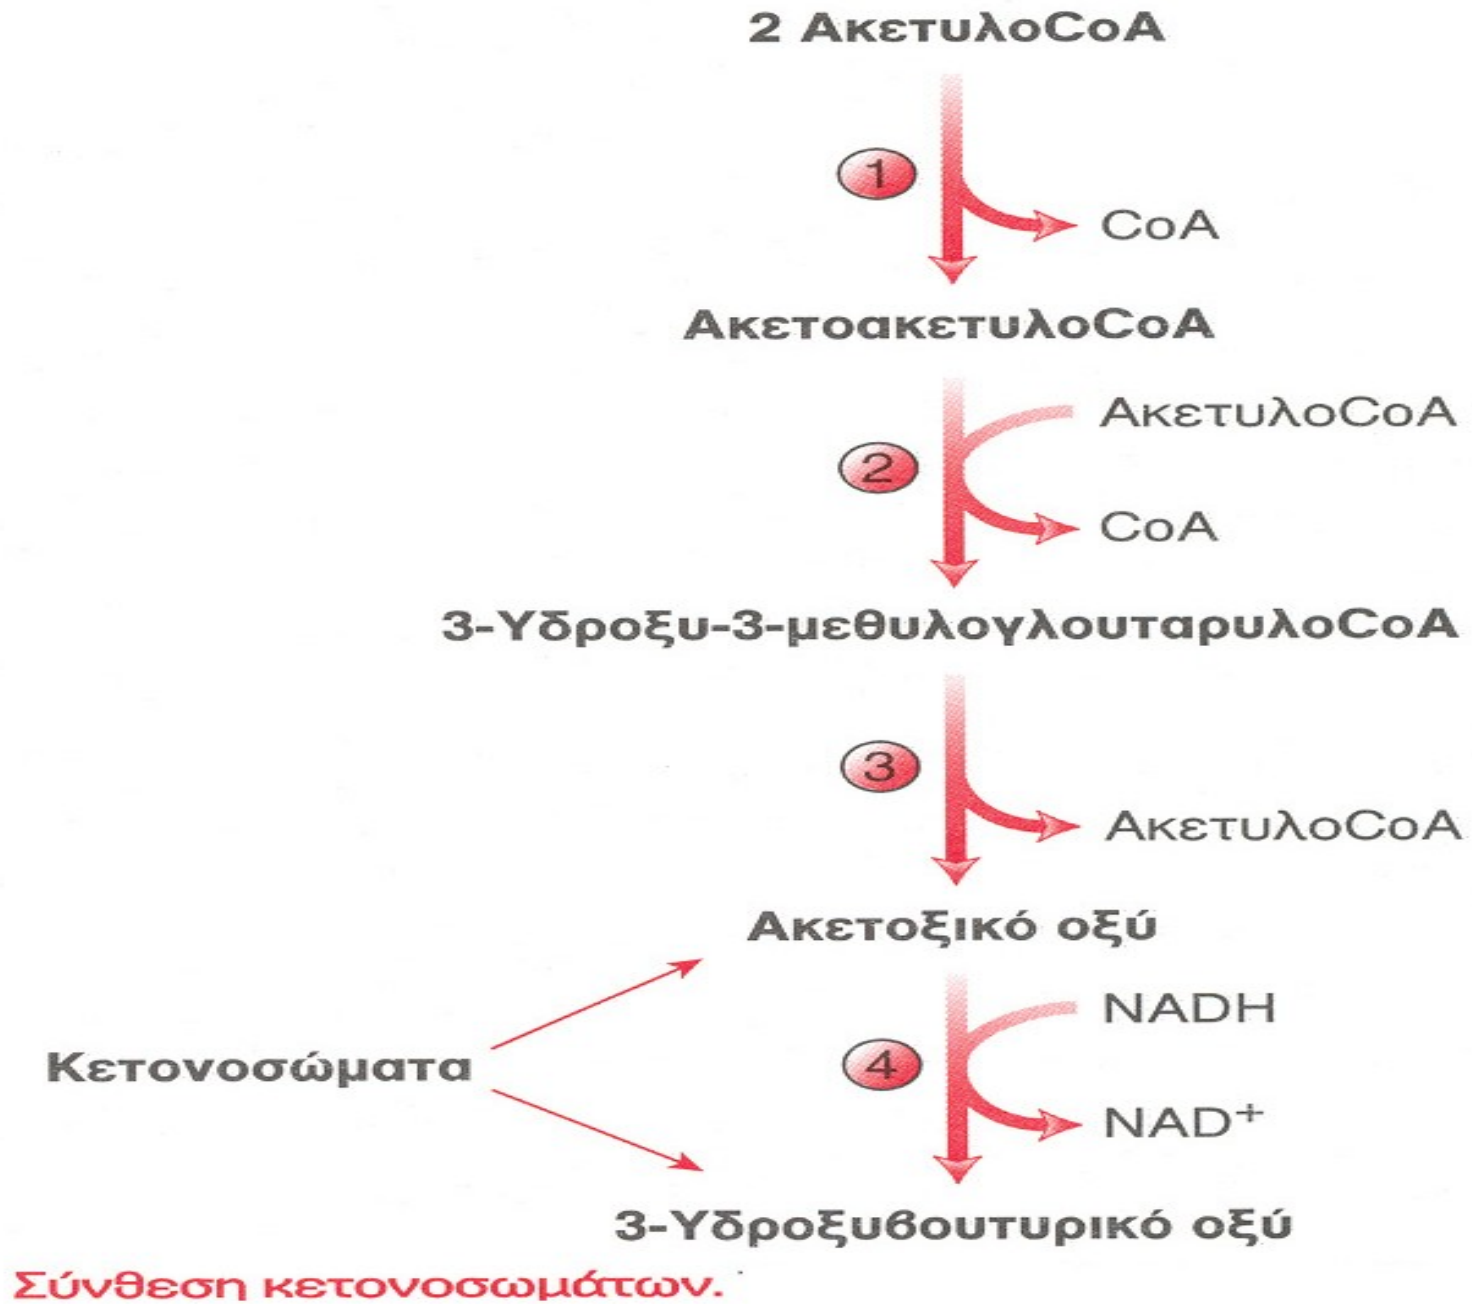 2 ΑκετυλοCoA
1
CoA
ΑκετοακετυλοCoA
ΑκετυλοCoA
2
CoA
3-Υδροξυ-3-μεθυλογλουταρυλοCoA
3
ΑκετυλοCoA
Ακετοξικό οξύ
NADH
Κετονοσώματα
4
NAD+
3-Υδροξυβουτυρικό οξύ
Σύνθεση κετονοσωμάτων.